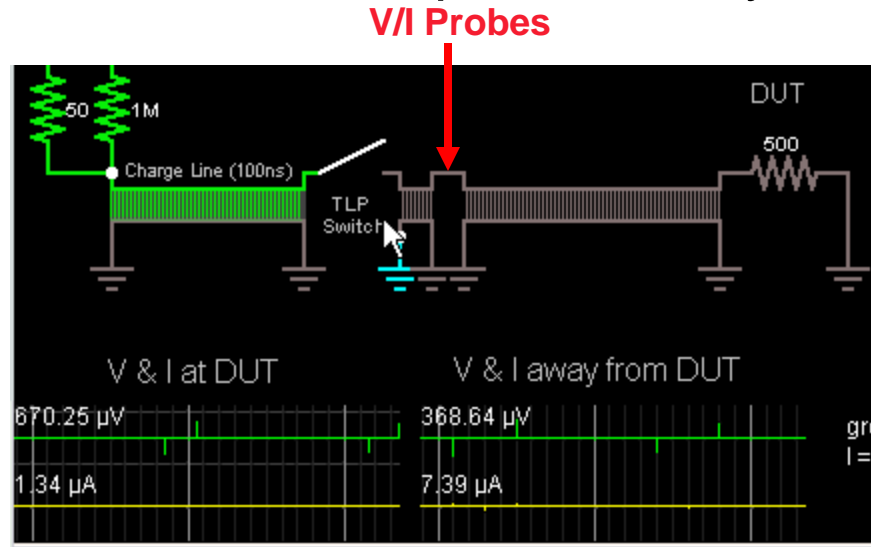 V/I Probes
DUT
50
1M
500
Charge Line (100ns)
TLP
Switch
V & I at DUT
V & I away from DUT
670.25 µV
368.64 µV
1.34 µA
7.39 µA
I =